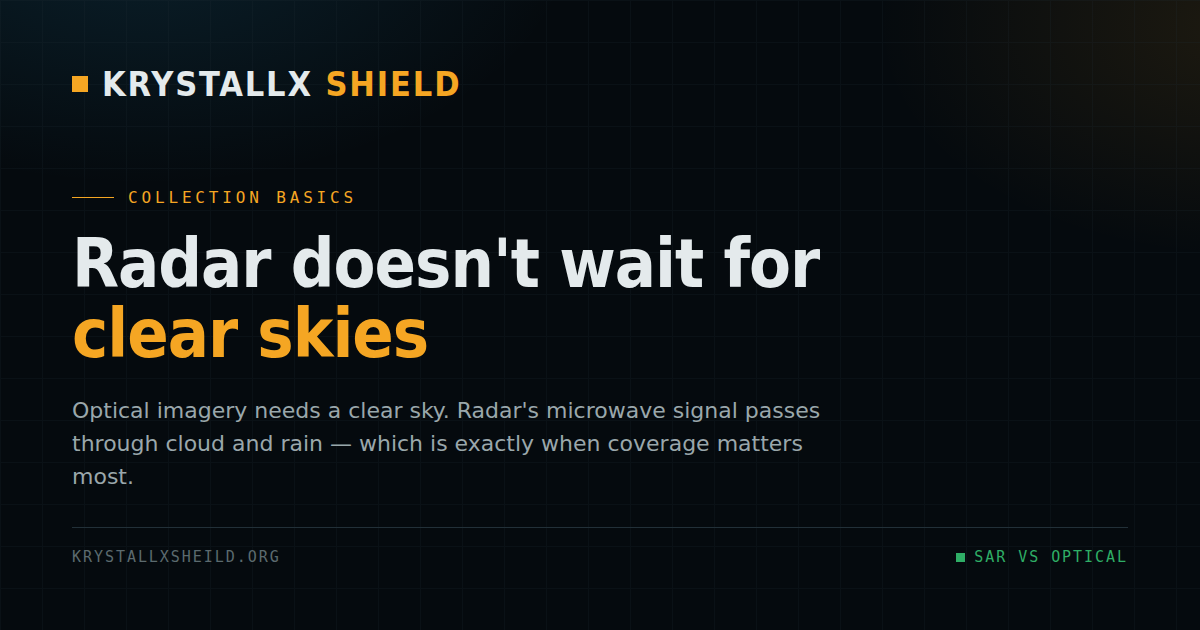 KRYSTALLX SHIELD
COLLECTION BASICS
Radar doesn't wait for
clear skies
Optical imagery needs a clear sky. Radar's microwave signal passes
through cloud and rain — which is exactly when coverage matters
most.
KRYSTALLXSHEILD.ORG
SAR VS OPTICAL